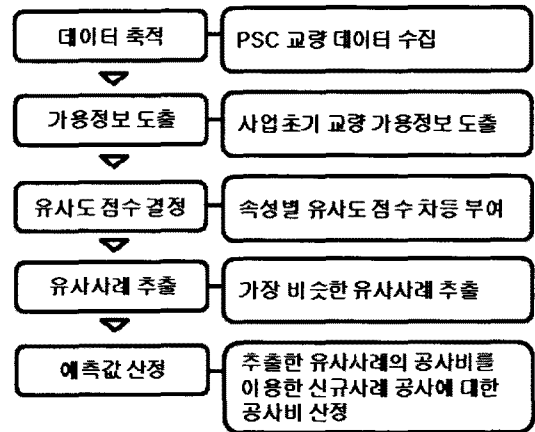 데이터 축적
PSC 교량 데이터 수집
가용정보 도출
사업초기 교량 가용정보 도출
유사도 점수 결정
속성별 유사도 점수 차등 부여
유사사례 추출
가장 비슷한 유사사례 추출
예측값 산정
추출한 유사사례의 공사비를
이용한 신규사례 공사에 대한
공사비 산정